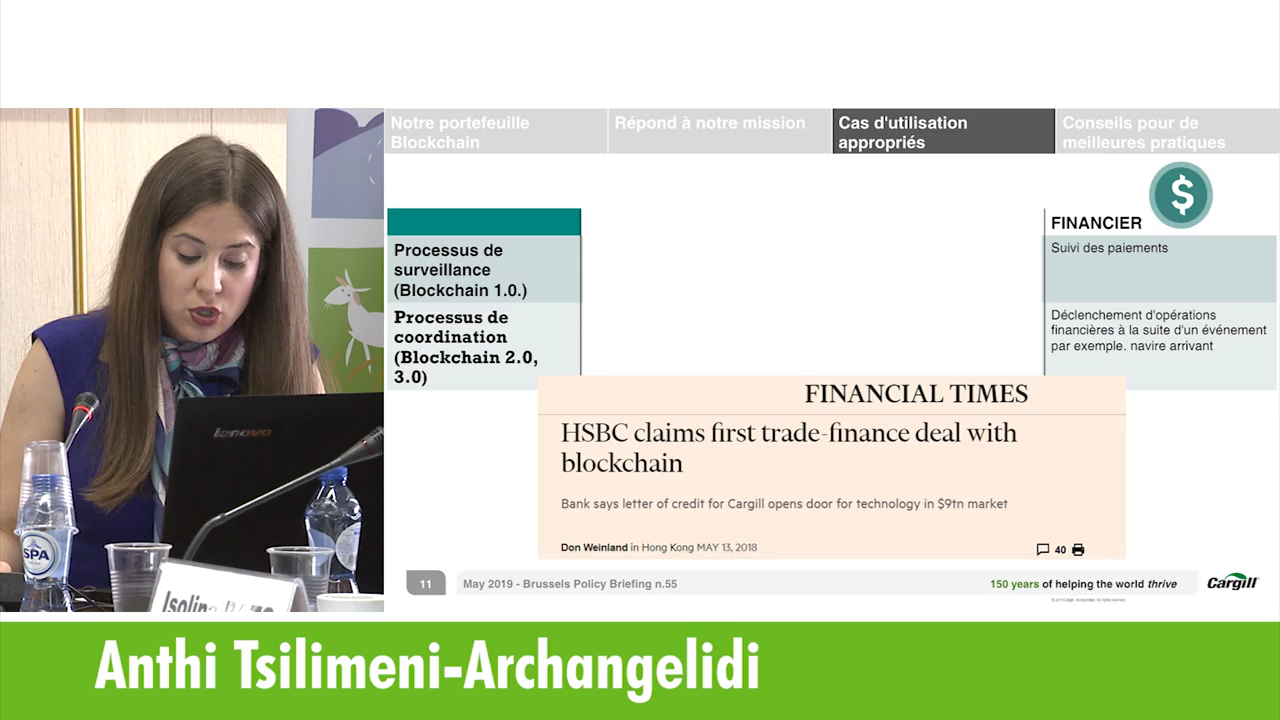 Notre portefeuille
Blockchain
Répond à notre mission
Cas d'utilisation
appropriés
Conseils pour de
meilleures pratiques
$
FINANCIER
Processus de
surveillance
(Blockchain 1.0.)
Suivi des paiements
Processus de
coordination
(Blockchain 2.0,
3.0)
Déclenchement d'opérations
financières à la suite d'un événement
par exemple. navire arrivant
FINANCIAL TIMES
HSBC claims first trade-finance deal with
blockchain
Bank says letter of credit for Cargill opens door for technology in $9tn market
Don Weinland in Hong Kong MAY 13, 2018
40
11
May 2019 - Brussels Policy Briefing n.55
150 years of helping the world thrive
Cargill
lenovo
SPA
Anthi Tsilimeni-Archangelidi